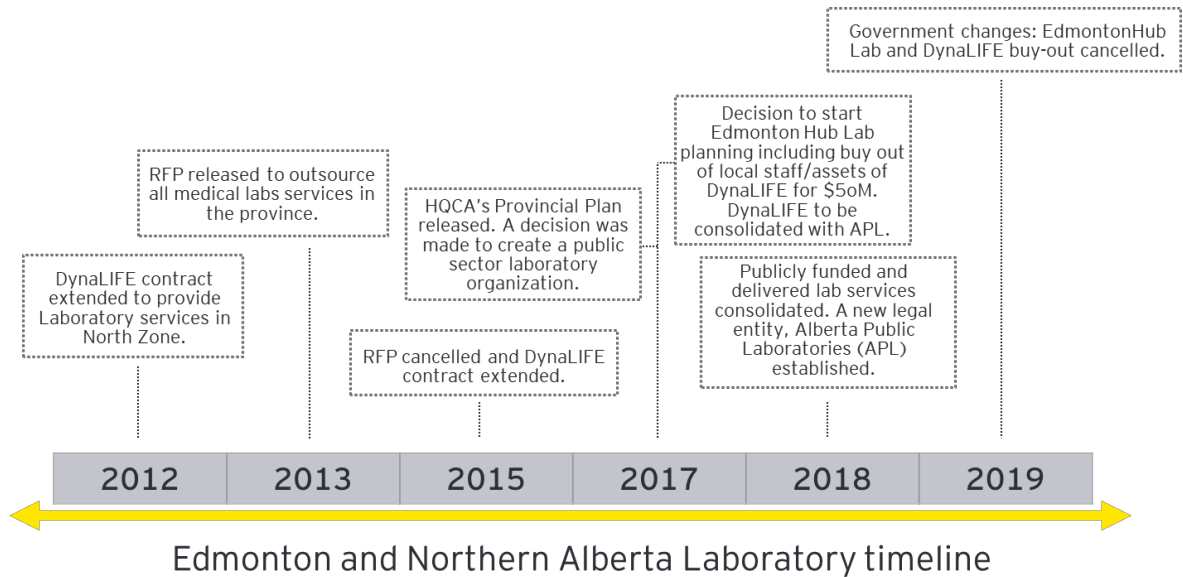 Government changes: EdmontonHub
Lab and DynaLIFE buy-out cancelled.
Decision to start
Edmonton Hub Lab
planning including buy out
of local staff/assets of
DynaLIFE for $5oM.
DynaLIFE to be
consolidated with APL.
RFP released to outsource
all medical labs services in
the province.
HQCA's Provincial Plan
released. A decision was
made to create a public
sector laboratory
organization.
DynaLIFE contract
extended to provide
Laboratory services in
North Zone.
Publicly funded and
delivered lab services
consolidated. A new legal
entity, Alberta Public
Laboratories (APL)
established.
RFP cancelled and DynaLIFE
contract extended.
2012 2013 2015 2017 2018 2019
Edmonton and Northern Alberta Laboratory timeline